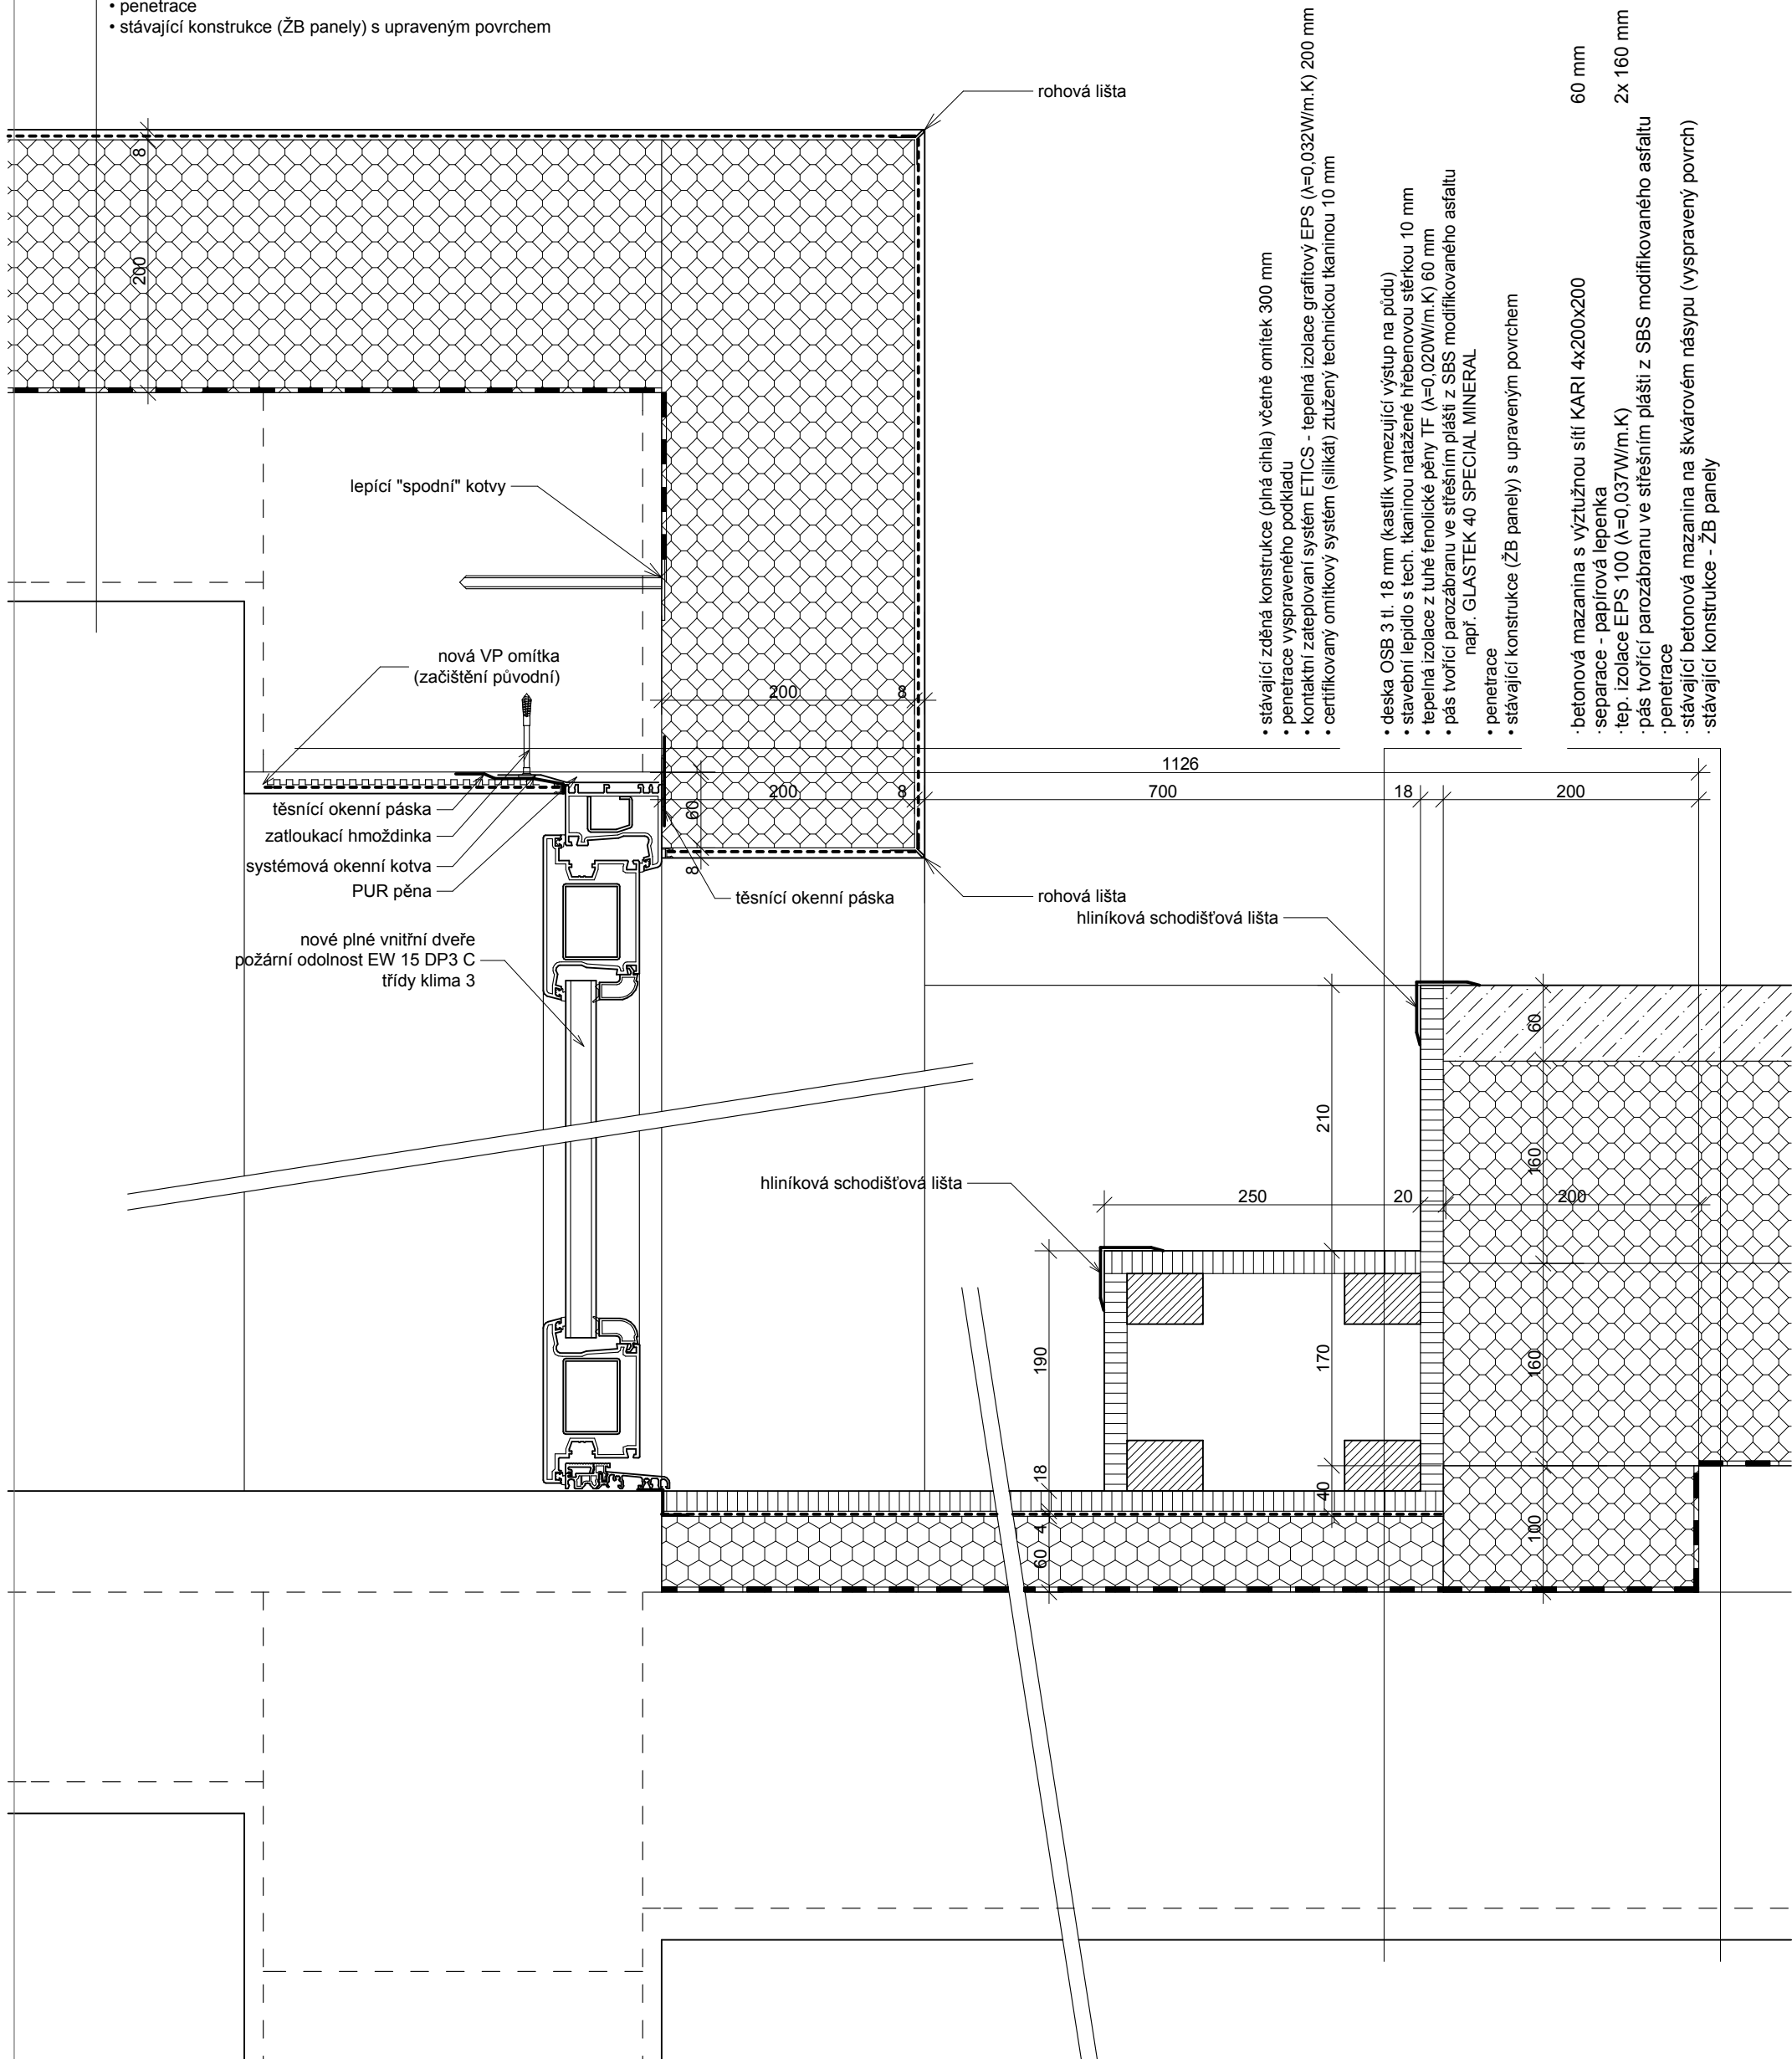 • penetrace
• stávající konstrukce (ŽB panely) s upraveným povrchem
rohová lišta
8
200
lepící "spodní" kotvy
nová VP omítka
(začištění původní)
200
8
1126
200
8
700
18
200
60
8
těsnící okenní páska
zatloukací hmoždinka
systémová okenní kotva
PUR pěna
těsnící okenní páska
rohová lišta
hliníková schodišťová lišta
nové plné vnitřní dveře
požární odolnost EW 15 DP3 C
třídy klima 3
• stávající zděná konstrukce (plná cihla) včetně omítek 300 mm
• penetrace vyspraveného podkladu
• kontaktní zateplovaní systém ETICS - tepelná izolace grafitový EPS (λ=0,032W/m.K) 200 mm
• certifikovaný omítkový systém (silikát) ztužený technickou tkaninou 10 mm
• deska OSB 3 tl. 18 mm (kastlík vymezující výstup na půdu)
• stavební lepidlo s tech. tkaninou natažené hřebenovou stěrkou 10 mm
• tepelná izolace z tuhé fenolické pěny TF (λ=0,020W/m.K) 60 mm
• pás tvořící parozábranu ve střešním plášti z SBS modifikovaného asfaltu
např. GLASTEK 40 SPECIAL MINERAL
• penetrace
• stávající konstrukce (ŽB panely) s upraveným povrchem
· betonová mazanina s výztužnou sítí KARI 4x200x200 60 mm
· separace - papírová lepenka
· tep. izolace EPS 100 (λ=0,037W/m.K) 2x 160 mm
· pás tvořící parozábranu ve střešním plášti z SBS modifikovaného asfaltu
· penetrace
· stávající betonová mazanina na škvárovém násypu (vyspravený povrch)
· stávající konstrukce - ŽB panely
60
210
160
hliníková schodišťová lišta
250
20
200
190
170
160
18
40
4
60
100